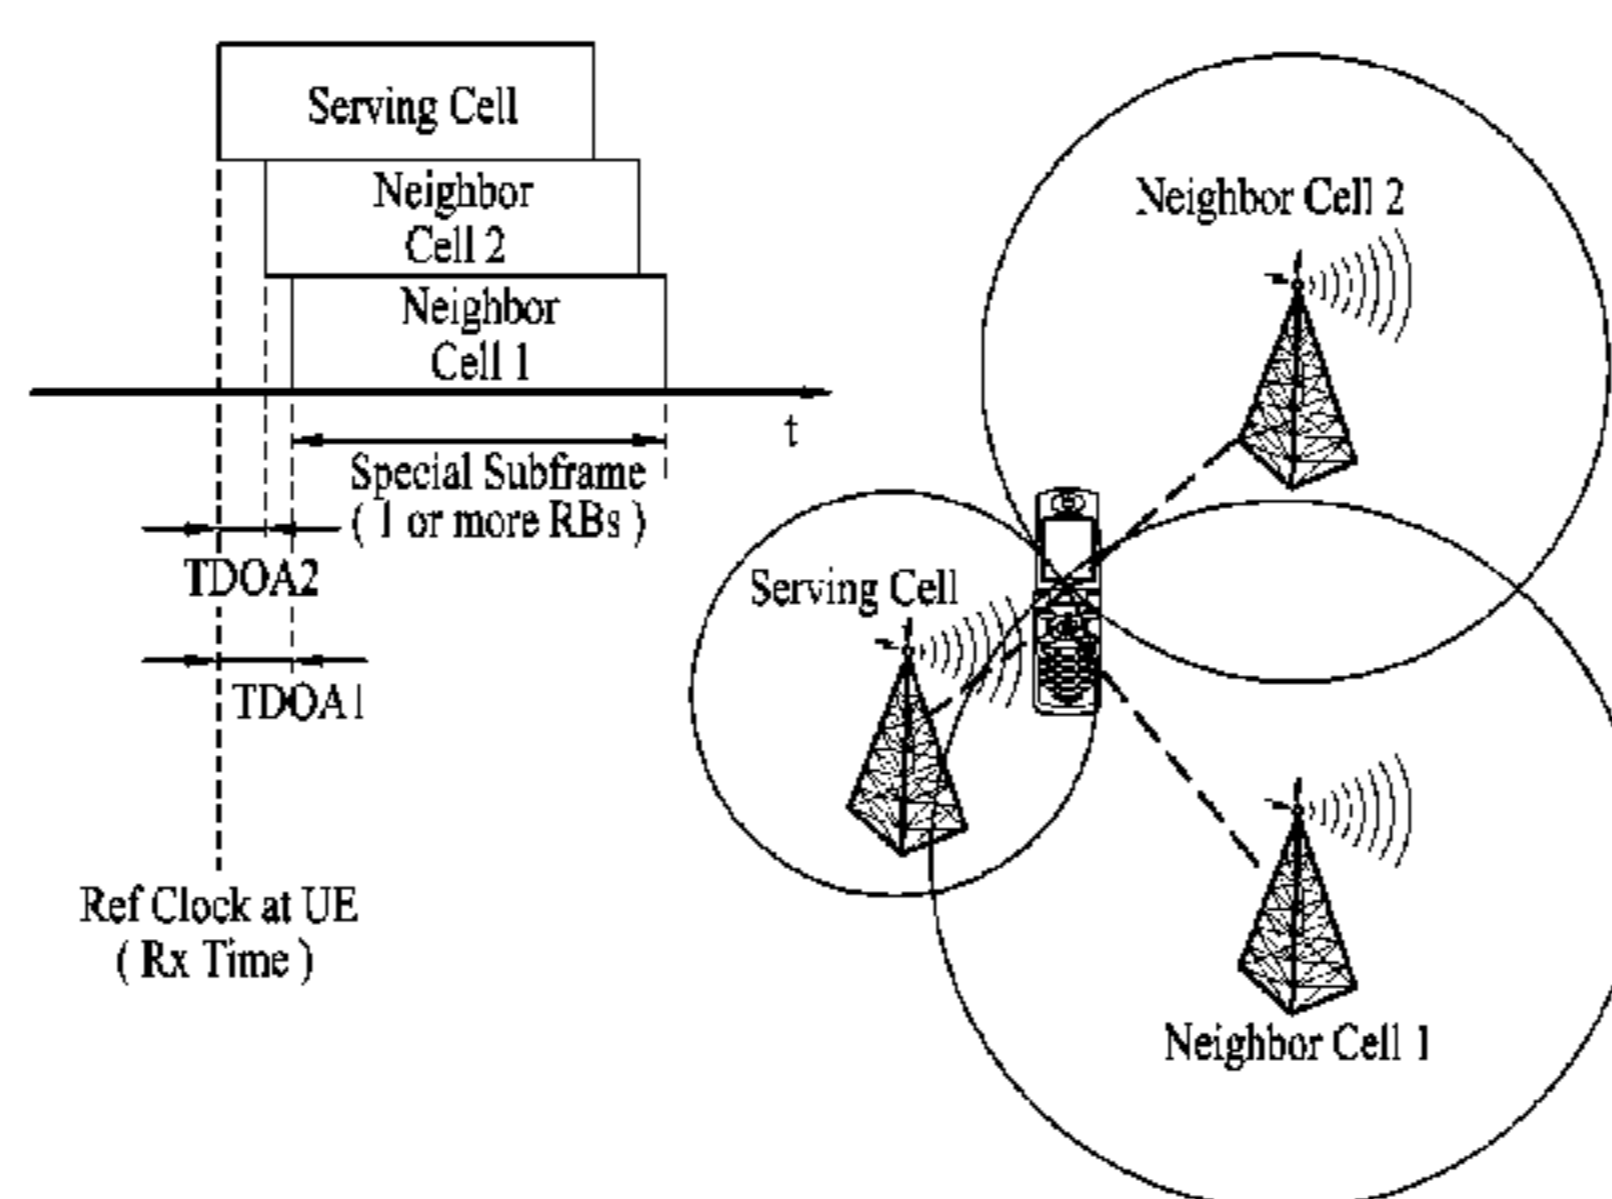 Serving Cell
Neighbor
Cell 2
Neighbor
Cell 1
t
Special Subframe
( 1 or more RBs )
TDOA2
TDOA1
Ref Clock at UE
( Rx Time )
Neighbor Cell 2
Serving Cell
Neighbor Cell 1